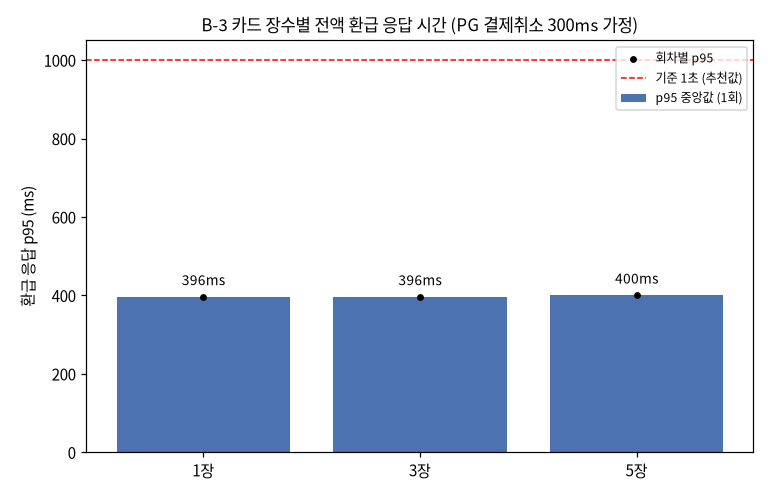 B-3 카드 장수별 전액 환급 응답 시간 (PG 결제취소 300ms 가정)
회차별 p95
기준 1초 (추천값)
p95 중앙값 (1회)
환급 응답 p95 (ms)
1000
800
600
400
200
0
396ms
396ms
400ms
1장
3장
5장